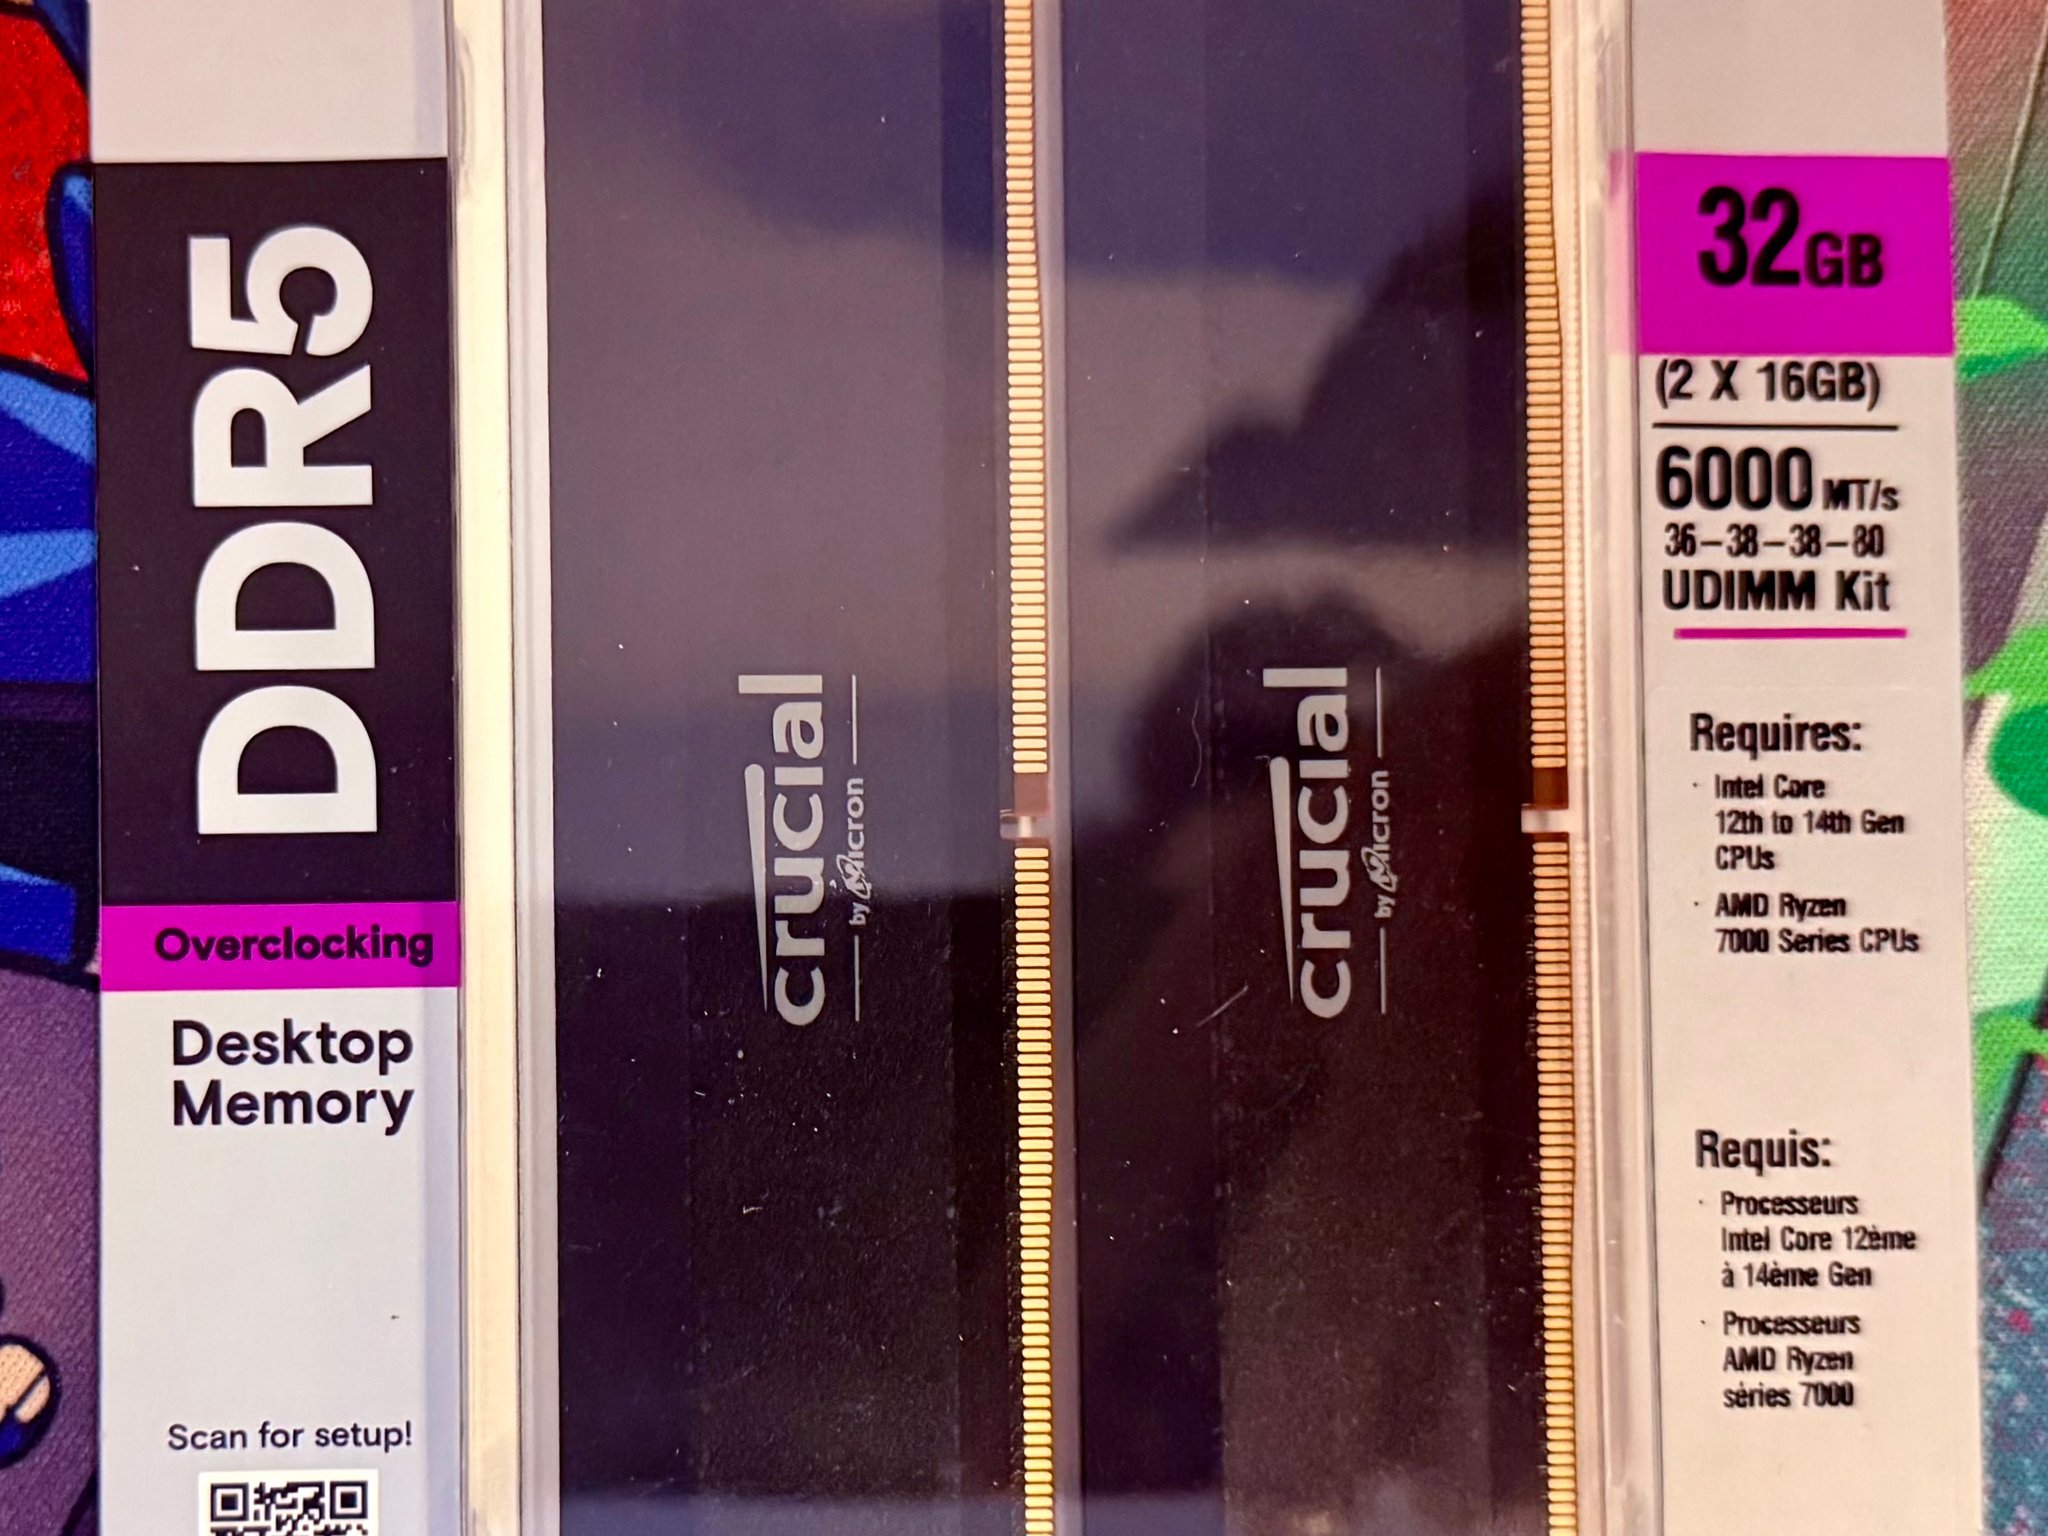 DDR5
Overclocking
Desktop
Memory
Scan for setup!
crucial
by Micron
crucial
by Micron
32GB
(2 X 16GB)
6000 MT/s
36-38-38-80
UDIMM Kit
Requires:
· Intel Core
12th to 14th Gen
CPUs
· AMD Ryzen
7000 Series CPUs
Requis:
· Processeurs
Intel Core 12ème
à 14ème Gen
· Processeurs
AMD Ryzen
séries 7000